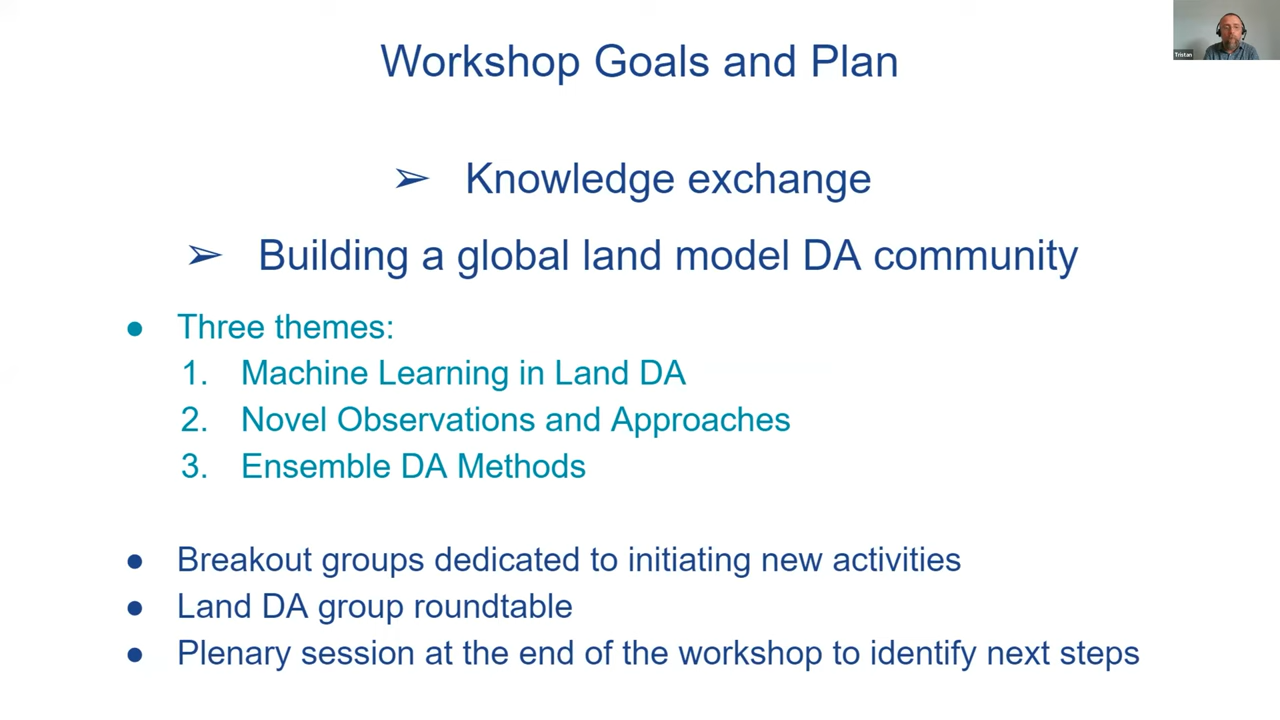 Workshop Goals and Plan
Tristan
➢ Knowledge exchange
➢ Building a global land model DA community
● Three themes:
1. Machine Learning in Land DA
2. Novel Observations and Approaches
3. Ensemble DA Methods
● Breakout groups dedicated to initiating new activities
● Land DA group roundtable
● Plenary session at the end of the workshop to identify next steps